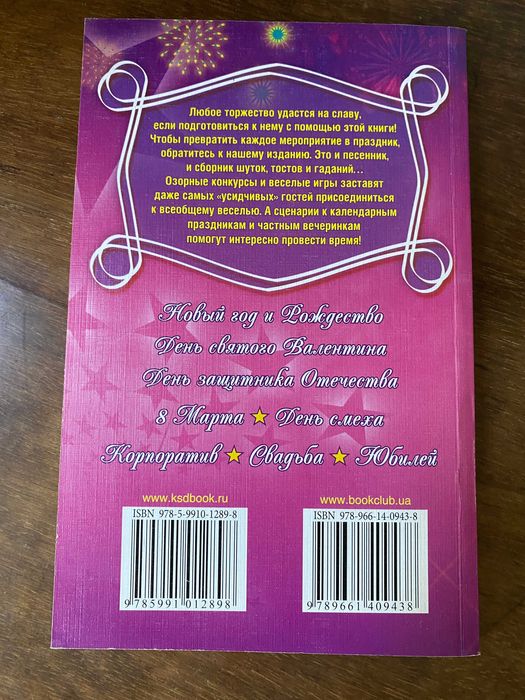 Любое торжество удастся на славу,
если подготовиться к нему с помощью этой книги!
Чтобы превратить каждое мероприятие в праздник,
обратитесь к нашему изданию. Это и песенник,
и сборник шуток, тостов и гаданий…
Озорные конкурсы и веселые игры заставят
даже самых «усидчивых» гостей присоединиться
к всеобщему веселью. А сценарии к календарным
праздникам и частным вечеринкам
помогут интересно провести время!
Новый год и Рождество
День святого Валентина
День защитника Отечества
8 Марта ★ День смеха
Корпоратив ★ Свадьба ★ Юбилей
www.ksdbook.ru
ISBN 978-5-9910-1289-8
9 785991 012898
www.bookclub.ua
ISBN 978-966-14-0943-8
9 789661 409438